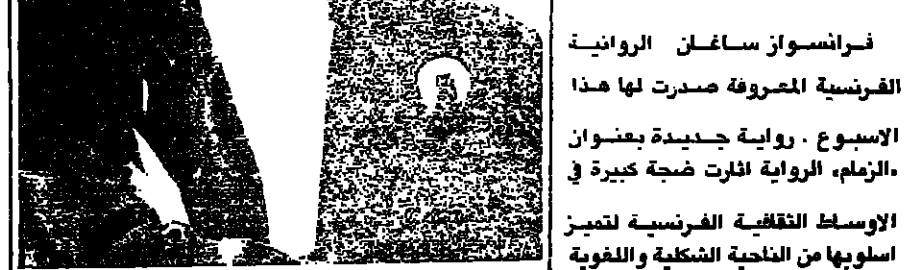 فرانسواز ساغان الروائية
الفرنسية المعروفة صدرت لها هذا
الاسبوع . رواية جديدة بعنوان
«الزمام» الرواية اثارت ضجة كبيرة في
الاوساط الثقافية الفرنسية لتميز
اسلوبها من الناحية الشكلية واللغوية